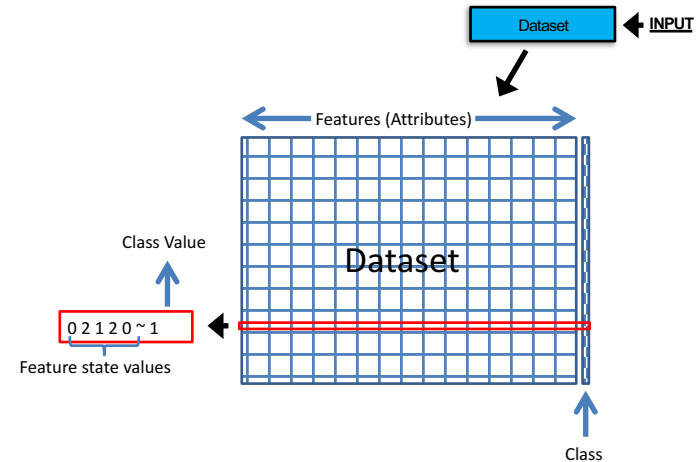 Dataset
INPUT
Features (Attributes)
Dataset
Class Value
0 2 1 2 0 ~ 1
Feature state values
Class